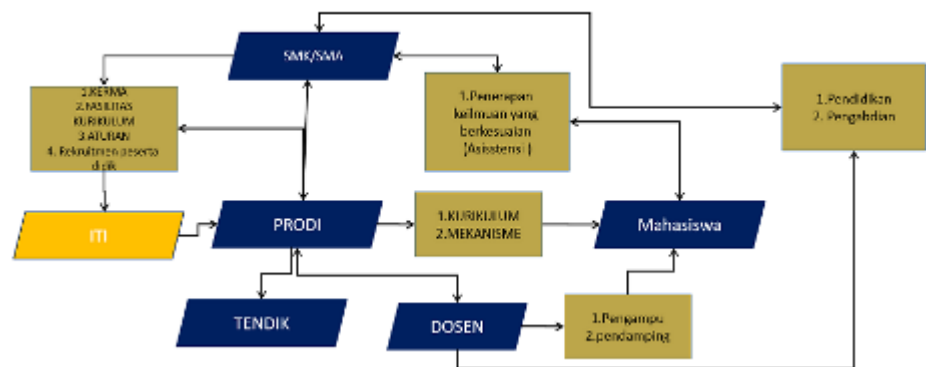 SMK/SMA
1.KERMA
2.FASILITAS
KURIKULUM
3.ATURAN
4. Rekruitmen peserta
didik
1.Penerapan
keilmuan yang
berkesuaian
(Asisstensi )
1.Pendidikan
2. Pengabdian
ITI
PRODI
1.KURIKULUM
2.MEKANISME
Mahasiswa
TENDIK
DOSEN
1.Pengampu
2.pendamping